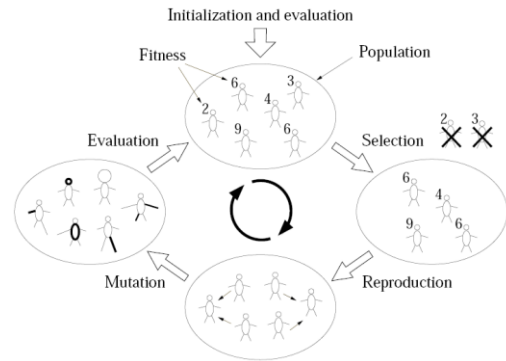 Initialization and evaluation
Fitness
Population
6
3
2
4
9
6
Evaluation
Selection
2
3
6
4
9
6
Mutation
Reproduction